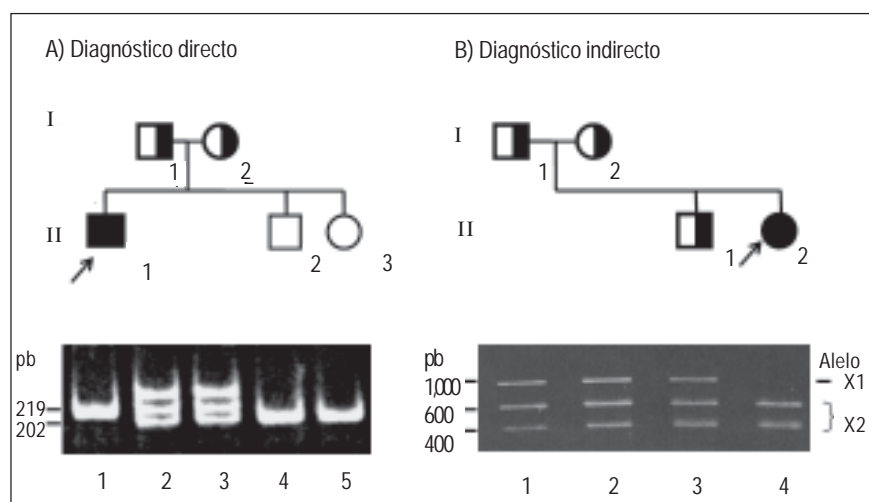 A) Diagnóstico directo
I
1 2
II
1 2 3
pb
219
202
1 2 3 4 5
B) Diagnóstico indirecto
I
1 2
II
1 2
pb
1,000
600
400
Alelo
X1
X2
1 2 3 4